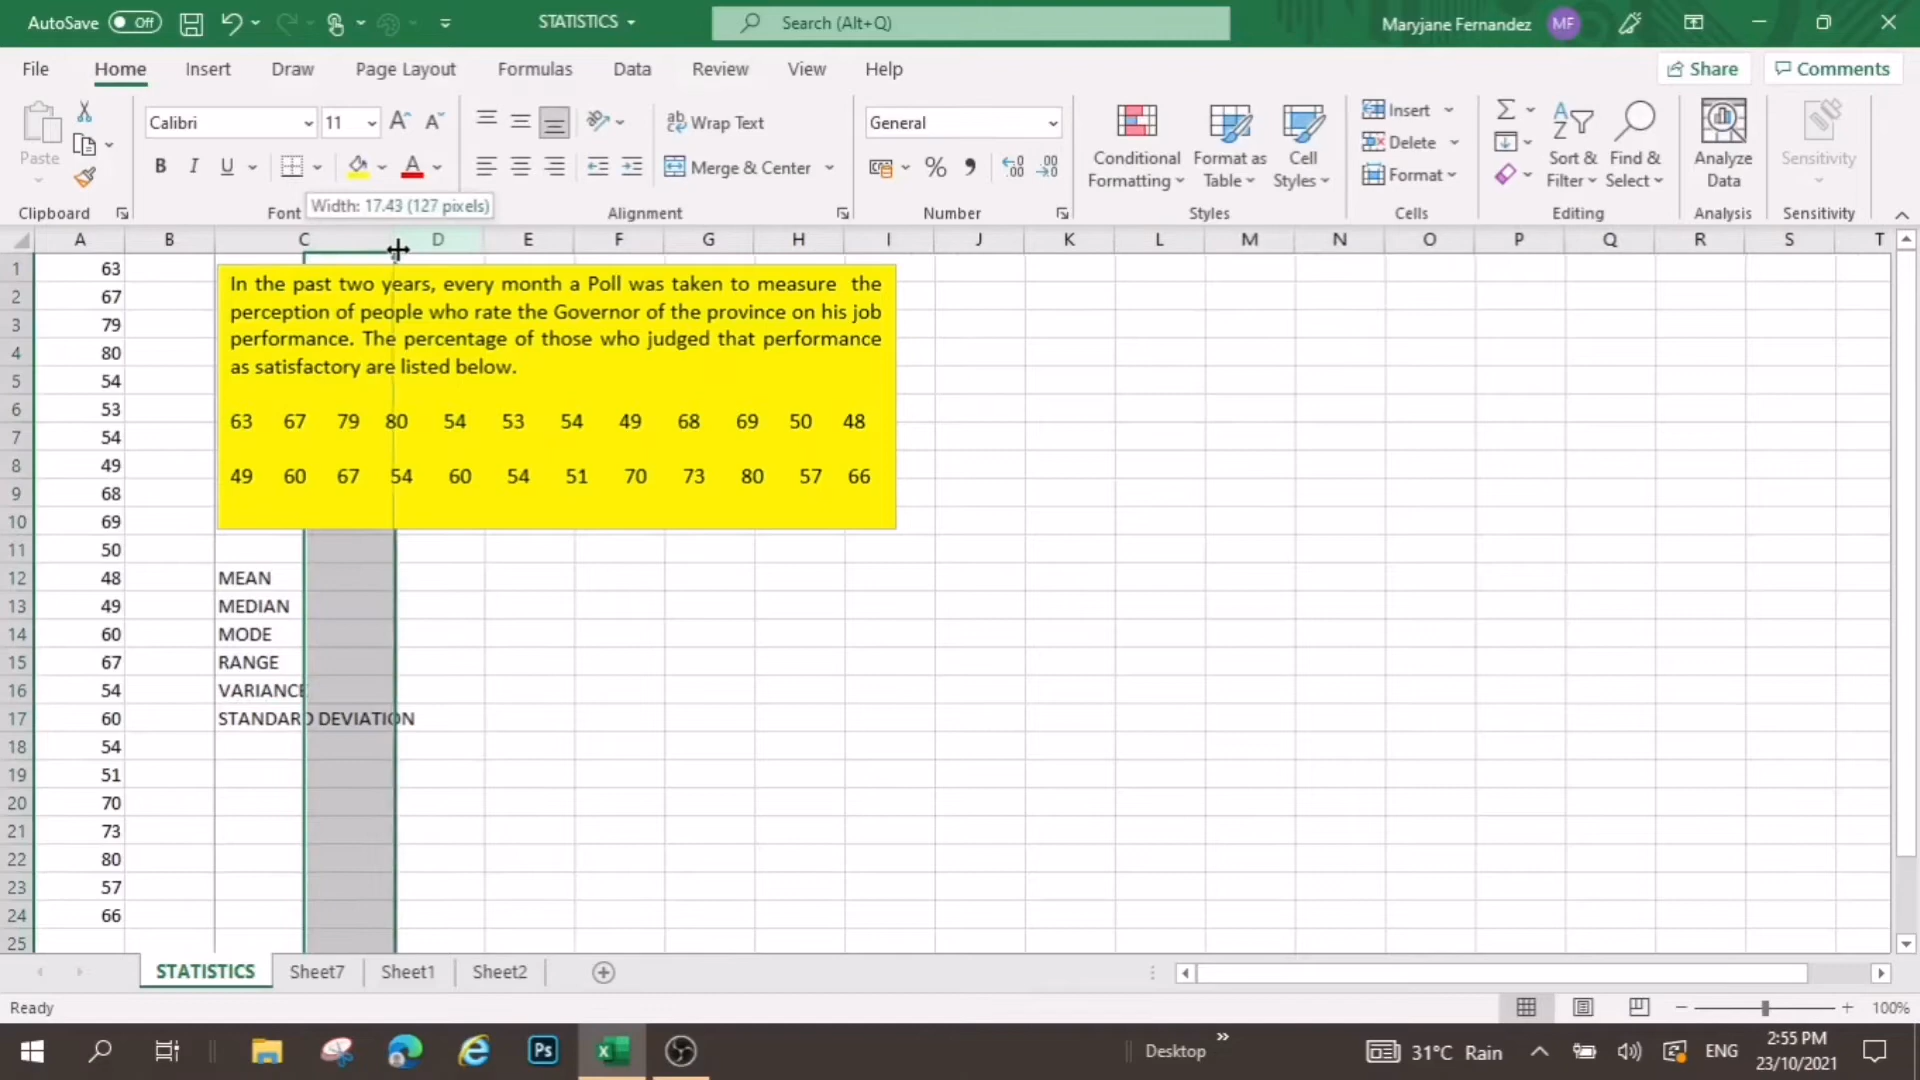 AutoSave Off STATISTICS Search (Alt+Q) Maryjane Fernandez MF
File Home Insert Draw Page Layout Formulas Data Review View Help Share Comments
Paste Calibri 11 Wrap Text General Conditional Formatting Format as Table Cell Styles Insert Sort & Filter Find & Select Analyze Data Sensitivity
B I U Merge & Center % Delete
Format
Width: 17.43 (127 pixels)
Clipboard Font Alignment Number Styles Cells Editing Analysis Sensitivity
A B C D E F G H I J K L M N O P Q R S T
In the past two years, every month a Poll was taken to measure the
perception of people who rate the Governor of the province on his job
performance. The percentage of those who judged that performance
as satisfactory are listed below.
63 67 79 80 54 53 54 49 68 69 50 48
49 60 67 54 60 54 51 70 73 80 57 66
1 63
2 67
3 79
4 80
5 54
6 53
7 54
8 49
9 68
10 69
11 50
12 48 MEAN
13 49 MEDIAN
14 60 MODE
15 67 RANGE
16 54 VARIANCE
17 60 STANDARD DEVIATION
18 54
19 51
20 70
21 73
22 80
23 57
24 66
25
STATISTICS Sheet7 Sheet1 Sheet2
Ready 100%
Ps Desktop 31°C Rain ENG 2:55 PM
23/10/2021